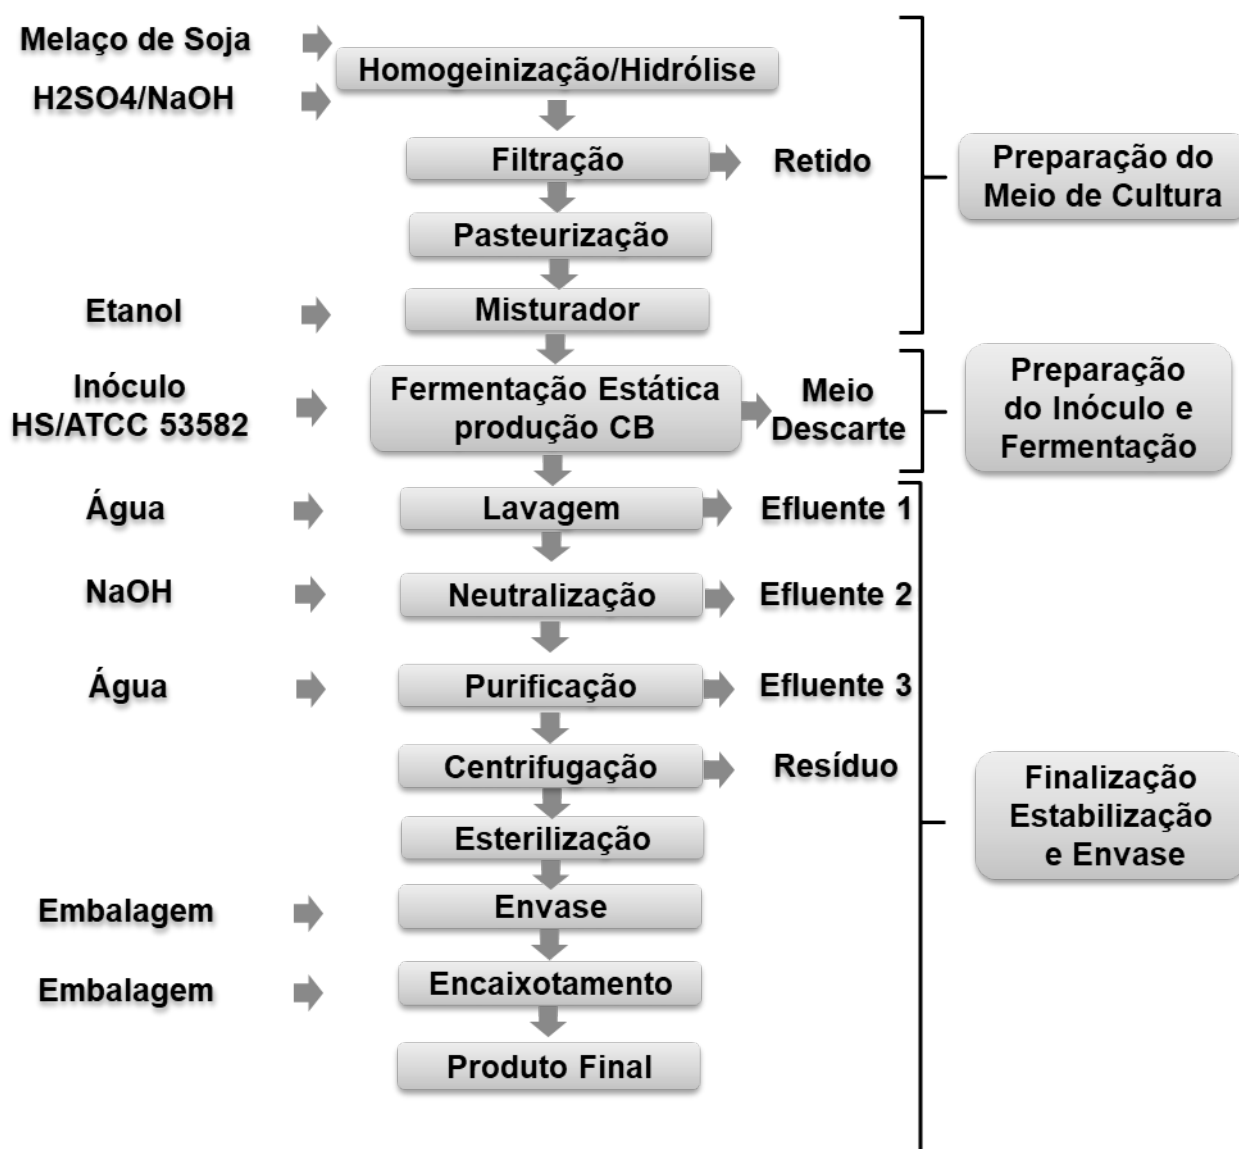 Melaço de Soja
Homogeinização/Hidrólise
H2SO4/NaOH
Filtração
Retido
Preparação do
Meio de Cultura
Pasteurização
Etanol
Misturador
Inóculo
HS/ATCC 53582
Fermentação Estática
produção CB
Meio
Descarte
Preparação
do Inóculo e
Fermentação
Água
Lavagem
Efluente 1
NaOH
Neutralização
Efluente 2
Água
Purificação
Efluente 3
Centrifugação
Resíduo
Finalização
Estabilização
e Envase
Esterilização
Embalagem
Envase
Embalagem
Encaixotamento
Produto Final